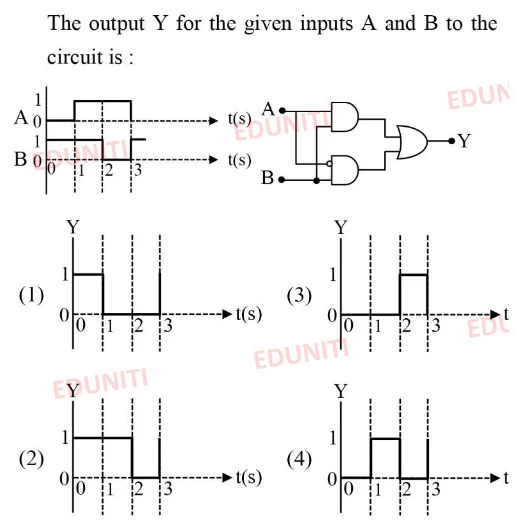 The output Y for the given inputs A and B to the
circuit is :
1
A 0 t(s)
1
B 0 t(s)
0 1 2 3
A
B
Y
EDUNITI
EDUNITI
EDUN
(1)
Y
1
0
0 1 2 3
t(s)
(3)
Y
1
0
0 1 2 3
t
EDUNITI
EDU
EDUNITI
(2)
Y
1
0
0 1 2 3
t(s)
(4)
Y
1
0
0 1 2 3
t